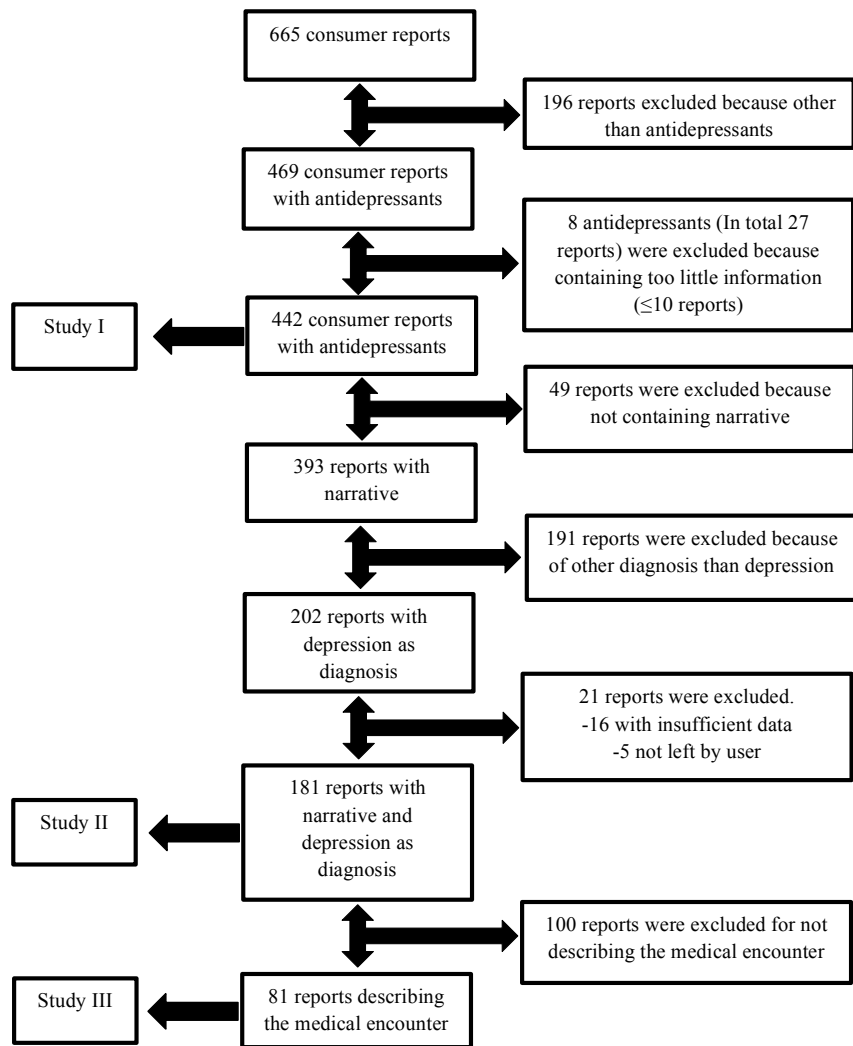 665 consumer reports
196 reports excluded because other
than antidepressants
469 consumer reports
with antidepressants
8 antidepressants (In total 27
reports) were excluded because
containing too little information
(≤10 reports)
Study I
442 consumer reports
with antidepressants
49 reports were excluded because
not containing narrative
393 reports with
narrative
191 reports were excluded because
of other diagnosis than depression
202 reports with
depression as
diagnosis
21 reports were excluded.
-16 with insufficient data
-5 not left by user
Study II
181 reports with
narrative and
depression as
diagnosis
100 reports were excluded for not
describing the medical encounter
Study III
81 reports describing
the medical encounter